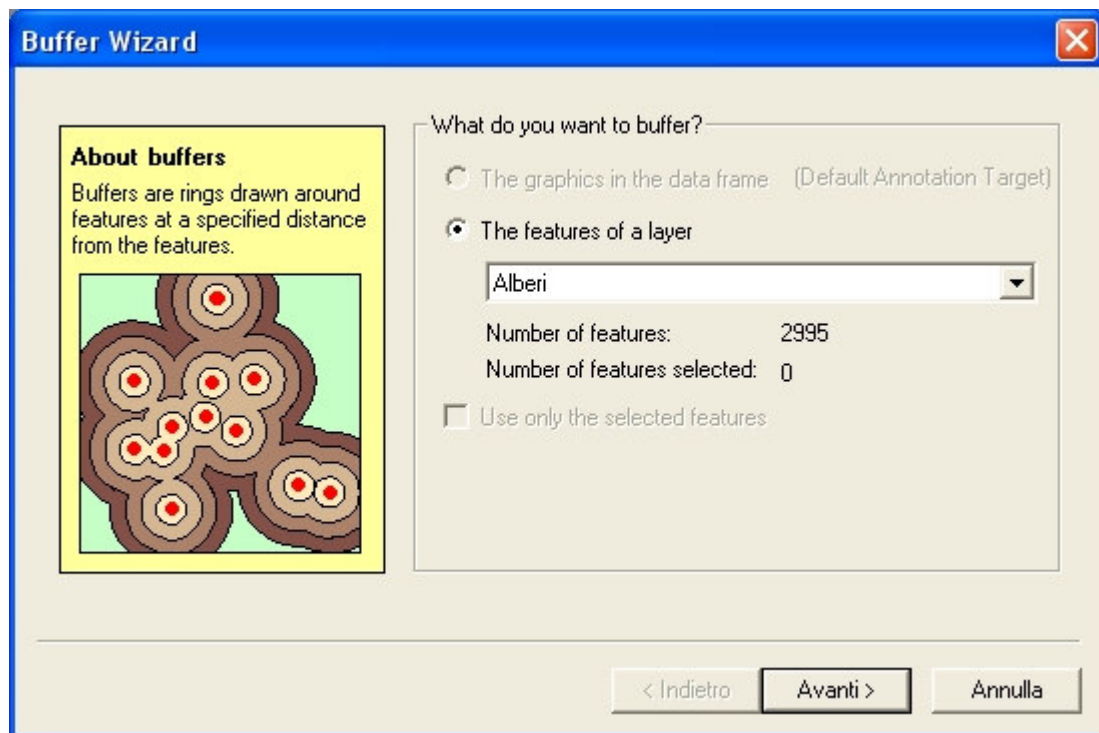 Buffer Wizard
About buffers
Buffers are rings drawn around
features at a specified distance
from the features.
What do you want to buffer?
The graphics in the data frame (Default Annotation Target)
The features of a layer
Alberi
Number of features: 2995
Number of features selected: 0
Use only the selected features
< Indietro Avanti > Annulla